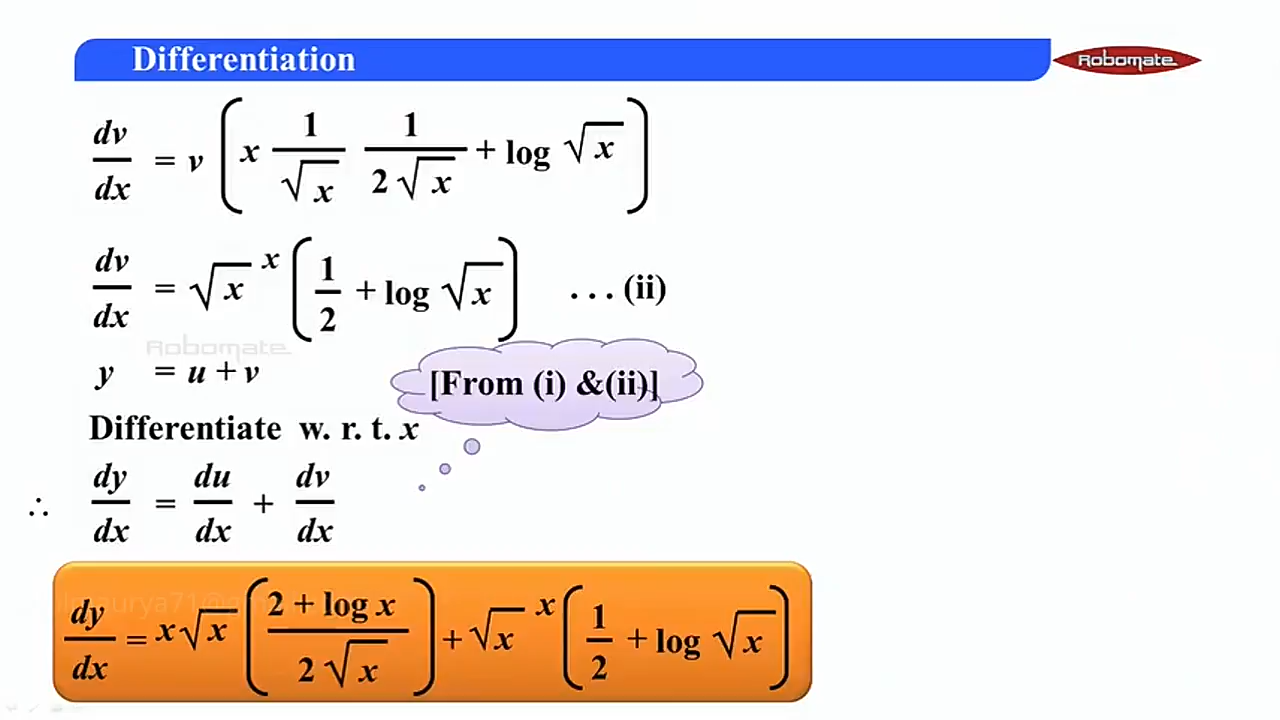 Differentiation
Robomate
dv/dx = v ( x 1/√x 1/2√x + log √x )
dv/dx = √x ^x ( 1/2 + log √x ) . . . (ii)
Robomate
y = u + v
[From (i) &(ii)]
Differentiate w. r. t. x
∴ dy/dx = du/dx + dv/dx
dy/dx = x√x ( 2 + log x / 2√x ) + √x ^x ( 1/2 + log √x )